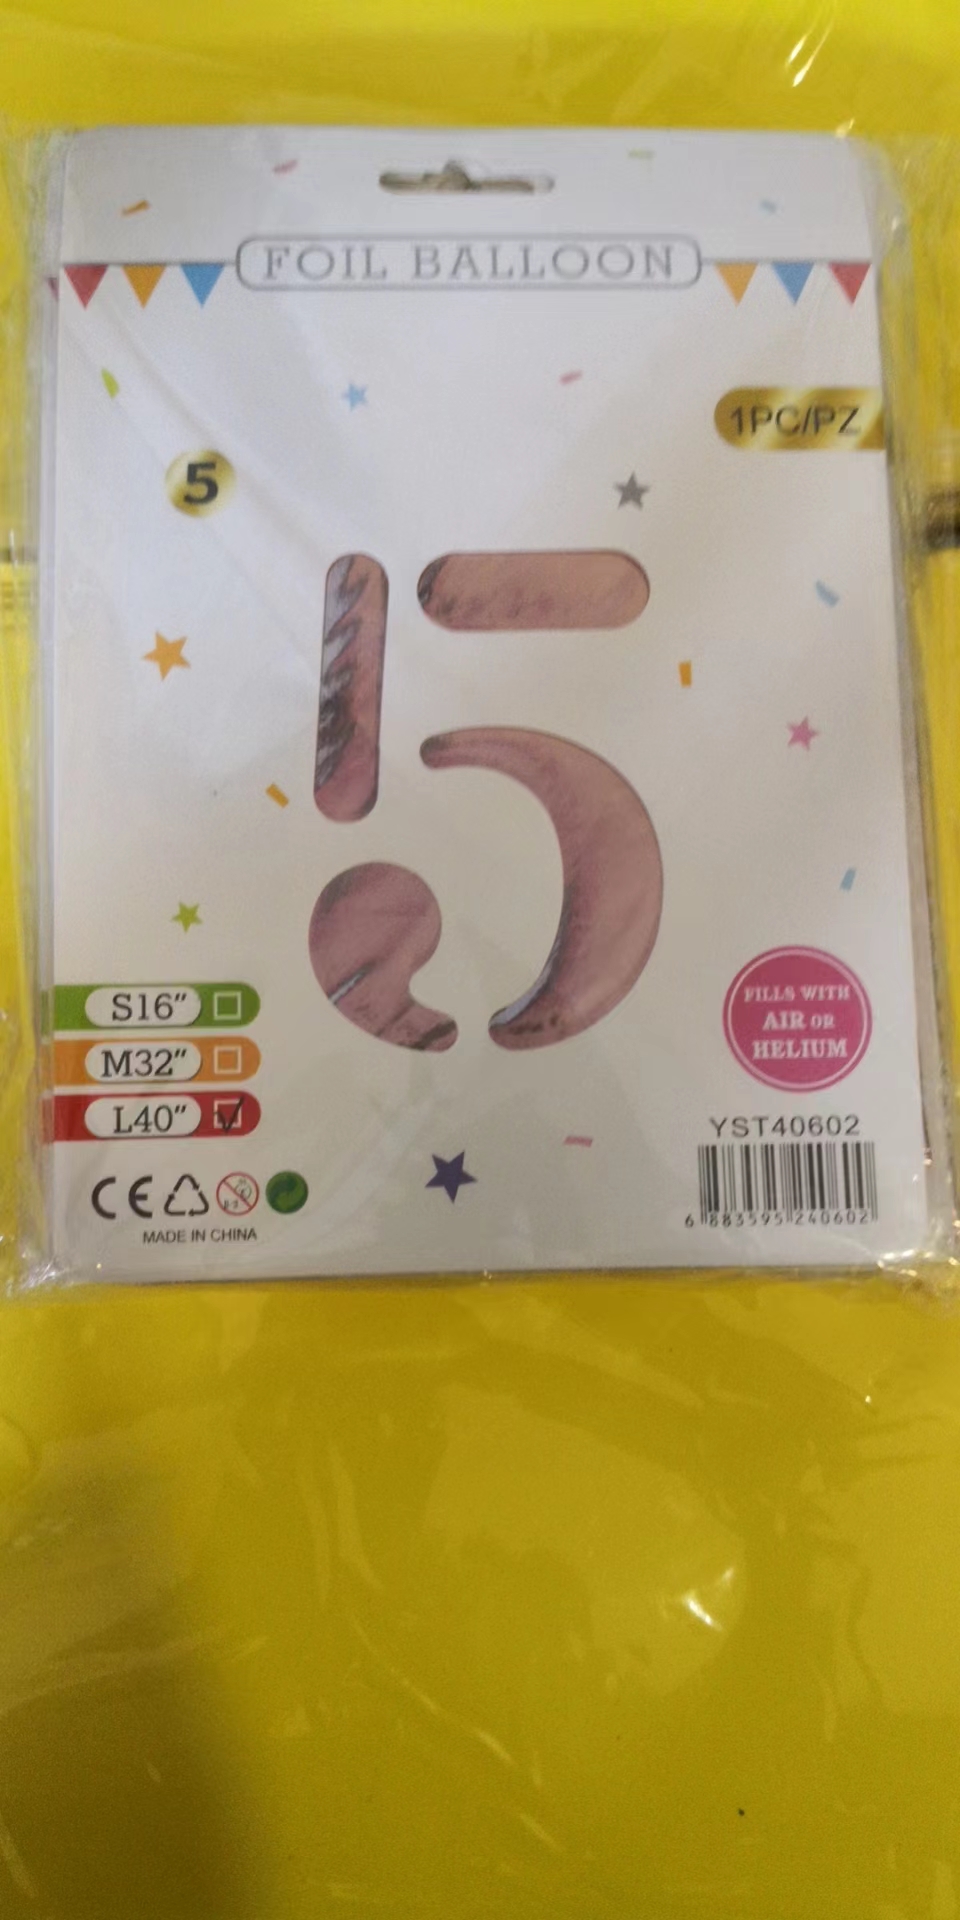 FOIL BALLOON
1PC/PZ
5
S16"
M32"
L40"
FILLS WITH
AIR OR
HELIUM
YST40602
6 883595 240602
CE
MADE IN CHINA